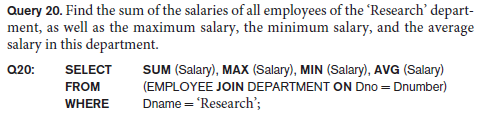 Query 20. Find the sum of the salaries of all employees of the ‘Research’ depart-
ment, as well as the maximum salary, the minimum salary, and the average
salary in this department.
Q20: SELECT SUM (Salary), MAX (Salary), MIN (Salary), AVG (Salary)
FROM (EMPLOYEE JOIN DEPARTMENT ON Dno = Dnumber)
WHERE Dname = ‘Research’;